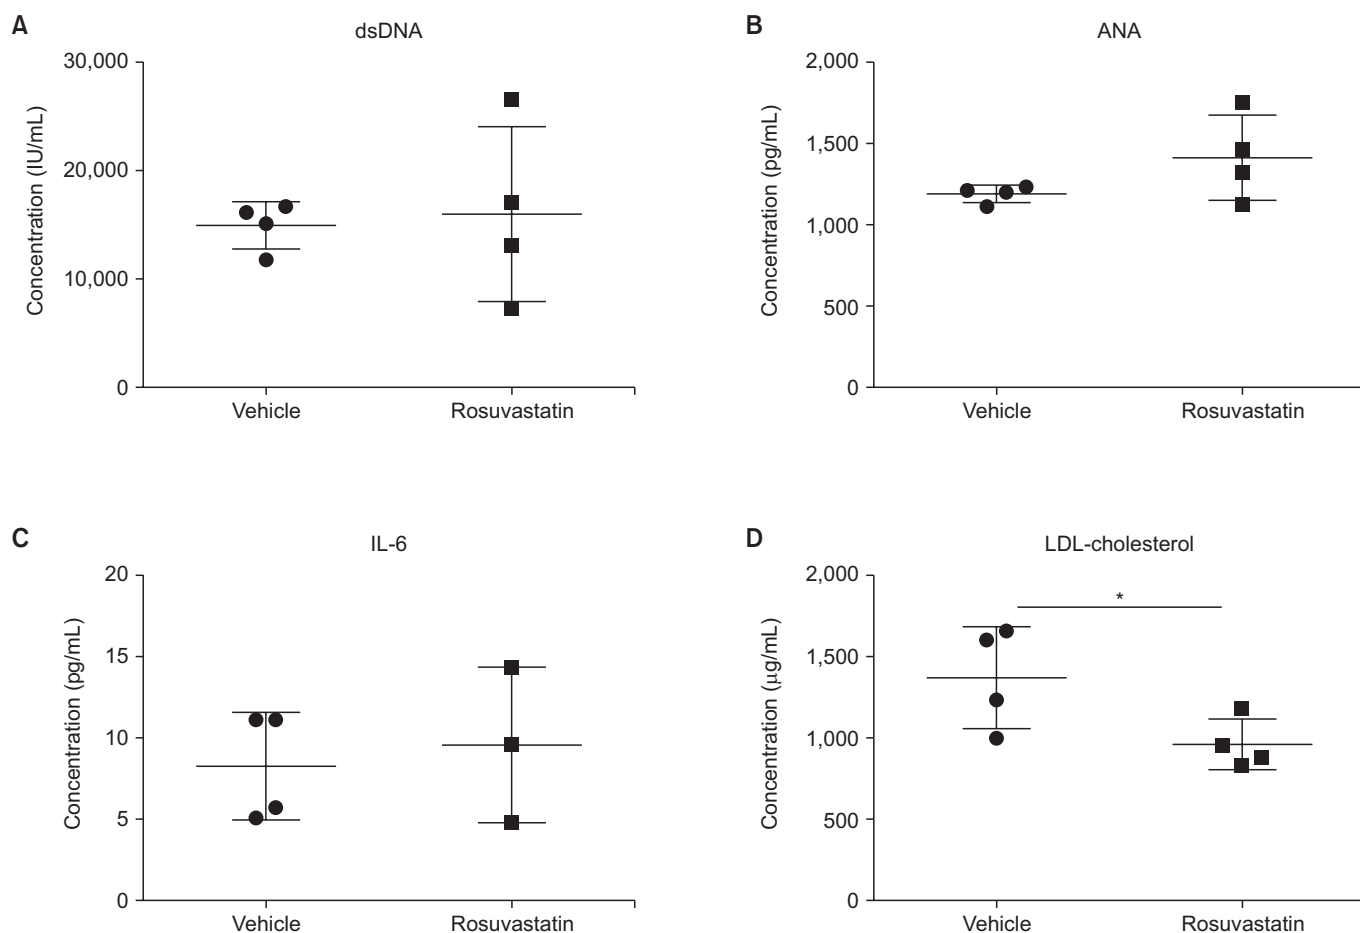 A
dsDNA
Concentration (IU/mL)
30,000
20,000
10,000
0
Vehicle
Rosuvastatin
B
ANA
Concentration (pg/mL)
2,000
1,500
1,000
500
0
Vehicle
Rosuvastatin
C
IL-6
Concentration (pg/mL)
20
15
10
5
0
Vehicle
Rosuvastatin
D
LDL-cholesterol
Concentration (μg/mL)
2,000
1,500
1,000
500
0
*
Vehicle
Rosuvastatin